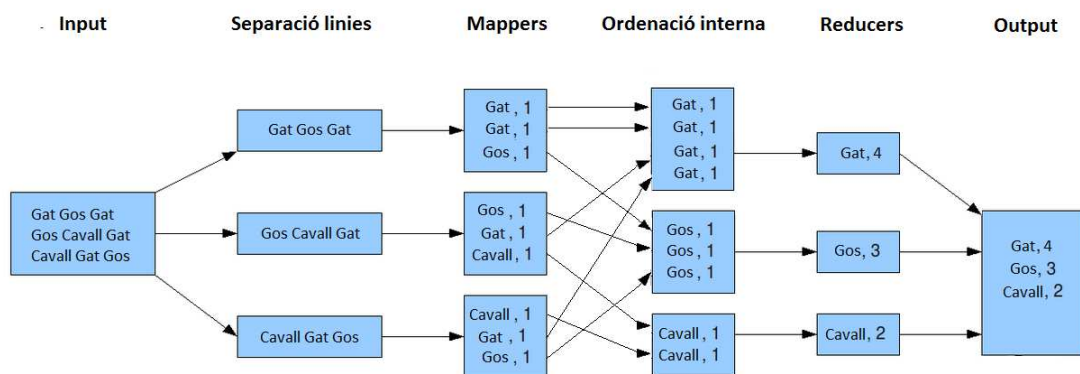 Input
Separació linies
Mappers
Ordenació interna
Reducers
Output
Gat Gos Gat
Gos Cavall Gat
Cavall Gat Gos
Gat Gos Gat
Gos Cavall Gat
Cavall Gat Gos
Gat , 1
Gat , 1
Gos , 1
Gos , 1
Gat , 1
Cavall , 1
Cavall , 1
Gat , 1
Gos , 1
Gat , 1
Gat , 1
Gat , 1
Gat , 1
Gos , 1
Gos , 1
Gos , 1
Cavall , 1
Cavall , 1
Gat, 4
Gos, 3
Cavall, 2
Gat, 4
Gos, 3
Cavall, 2